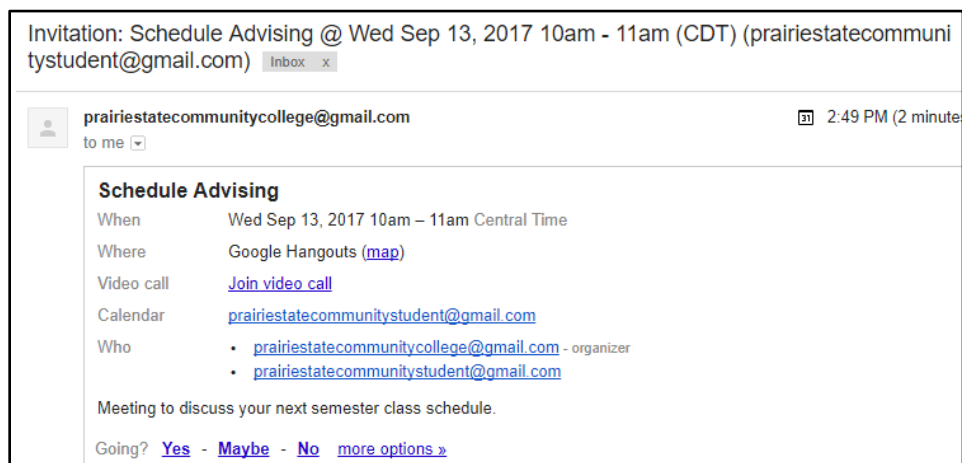 Invitation: Schedule Advising @ Wed Sep 13, 2017 10am - 11am (CDT) (prairiestatecommuni
tystudent@gmail.com) Inbox x
prairiestatecommunitycollege@gmail.com 31 2:49 PM (2 minutes
to me
Schedule Advising
When Wed Sep 13, 2017 10am – 11am Central Time
Where Google Hangouts (map)
Video call Join video call
Calendar prairiestatecommunitystudent@gmail.com
Who • prairiestatecommunitycollege@gmail.com - organizer
• prairiestatecommunitystudent@gmail.com
Meeting to discuss your next semester class schedule.
Going? Yes - Maybe - No more options »